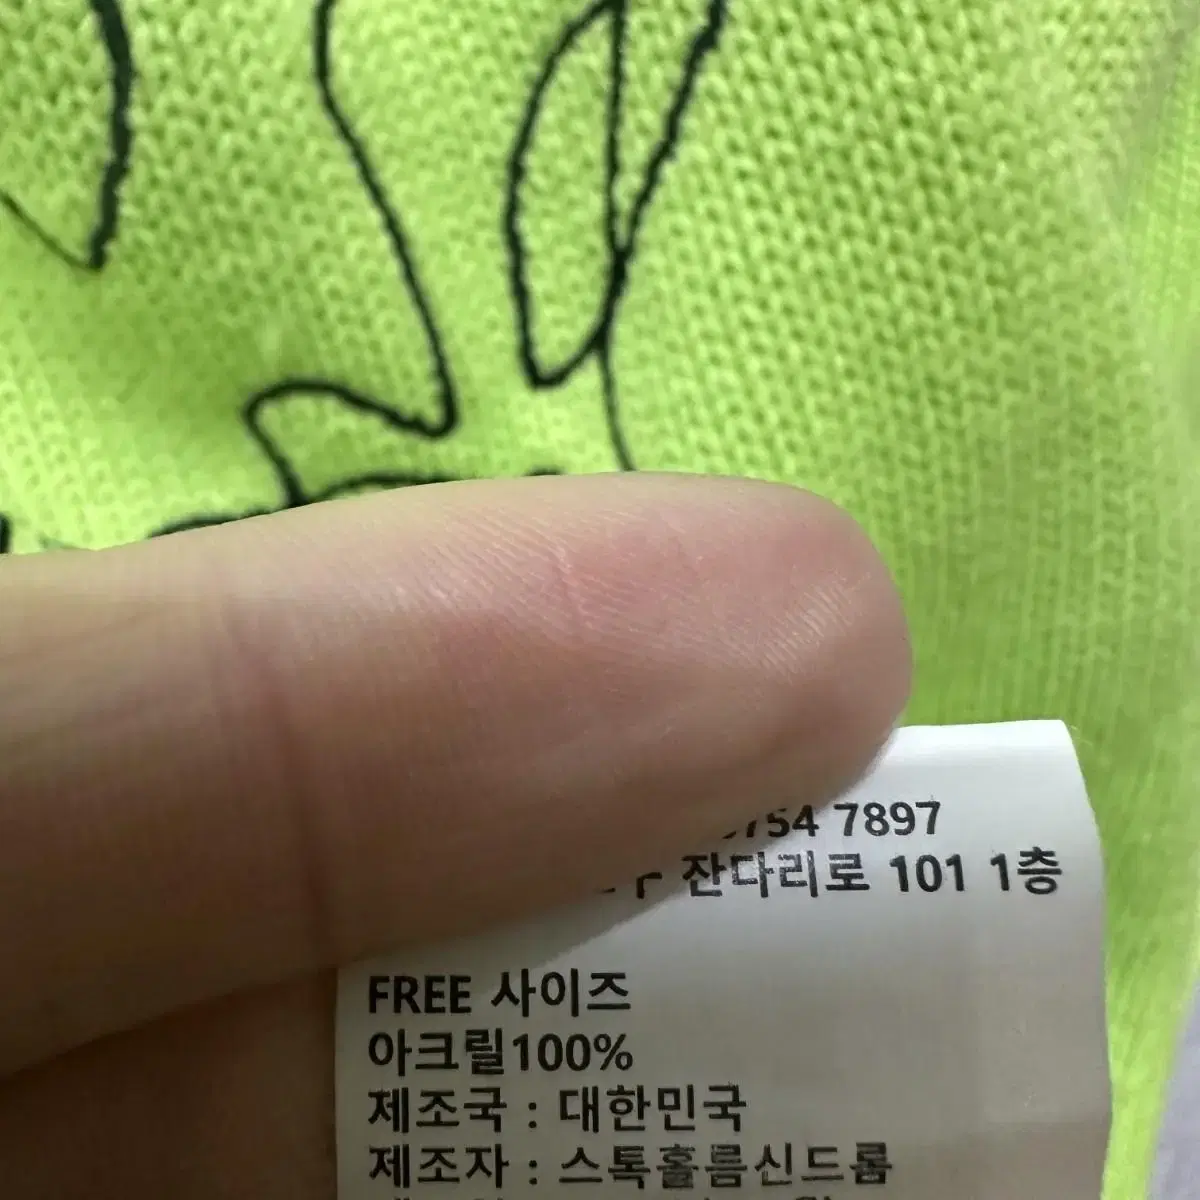 754 7897
잔다리로 101 1층
FREE 사이즈
아크릴100%
제조국 : 대한민국
제조자 : 스톡홀름신드롬